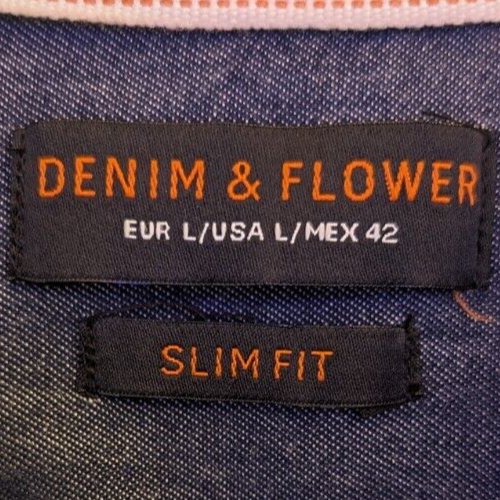 DENIM & FLOWER
EUR L/USA L/MEX 42
SLIM FIT